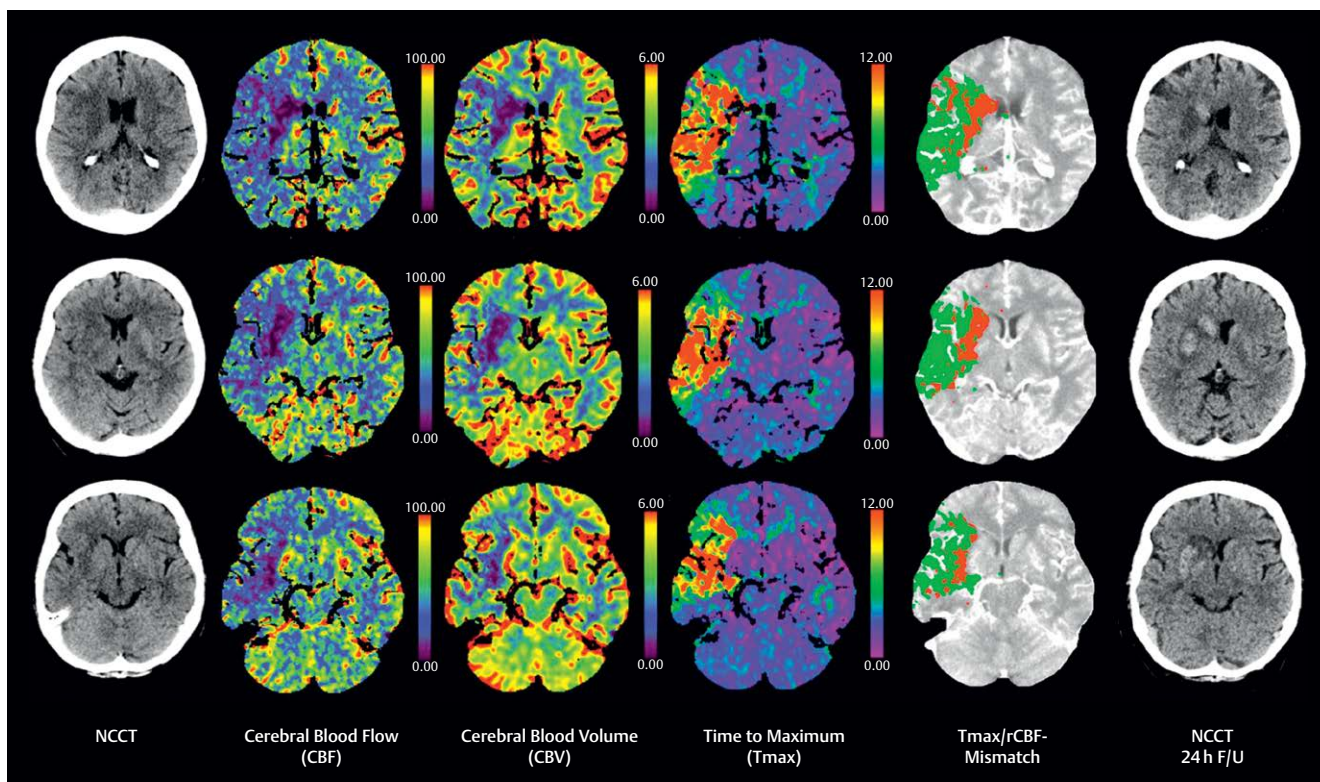 100.00
6.00
12.00
0.00
0.00
0.00
100.00
6.00
12.00
0.00
0.00
0.00
100.00
6.00
12.00
0.00
0.00
0.00
NCCT
Cerebral Blood Flow
(CBF)
Cerebral Blood Volume
(CBV)
Time to Maximum
(Tmax)
Tmax/rCBF-
Mismatch
NCCT
24 h F/U